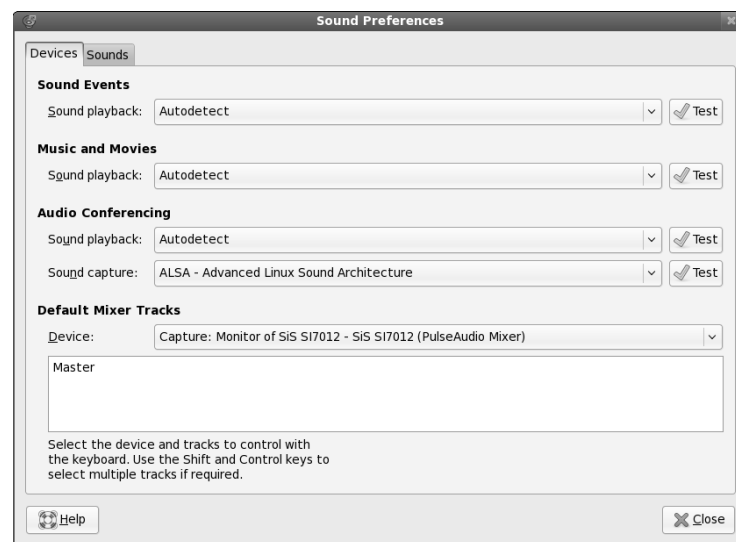 Sound Preferences
Devices Sounds
Sound Events
Sound playback: Autodetect Test
Music and Movies
Sound playback: Autodetect Test
Audio Conferencing
Sound playback: Autodetect Test
Sound capture: ALSA - Advanced Linux Sound Architecture Test
Default Mixer Tracks
Device: Capture: Monitor of SiS SI7012 - SiS SI7012 (PulseAudio Mixer)
Master
Select the device and tracks to control with
the keyboard. Use the Shift and Control keys to
select multiple tracks if required.
Help Close